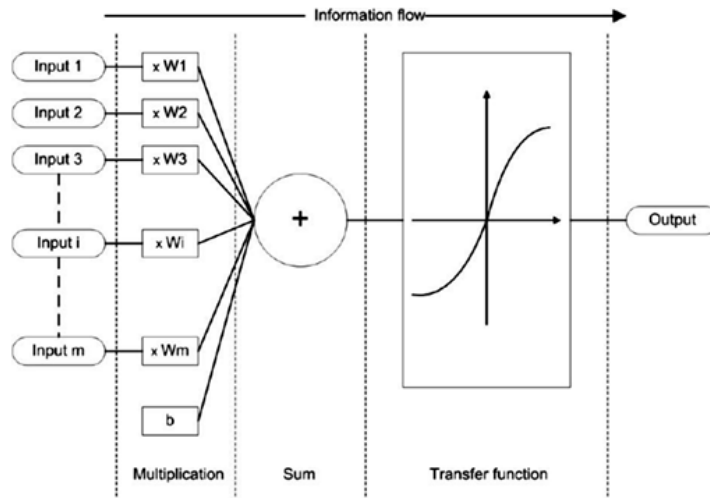 Information flow
Input 1
x W1
Input 2
x W2
Input 3
x W3
+
Output
Input i
x Wi
Input m
x Wm
b
Multiplication
Sum
Transfer function